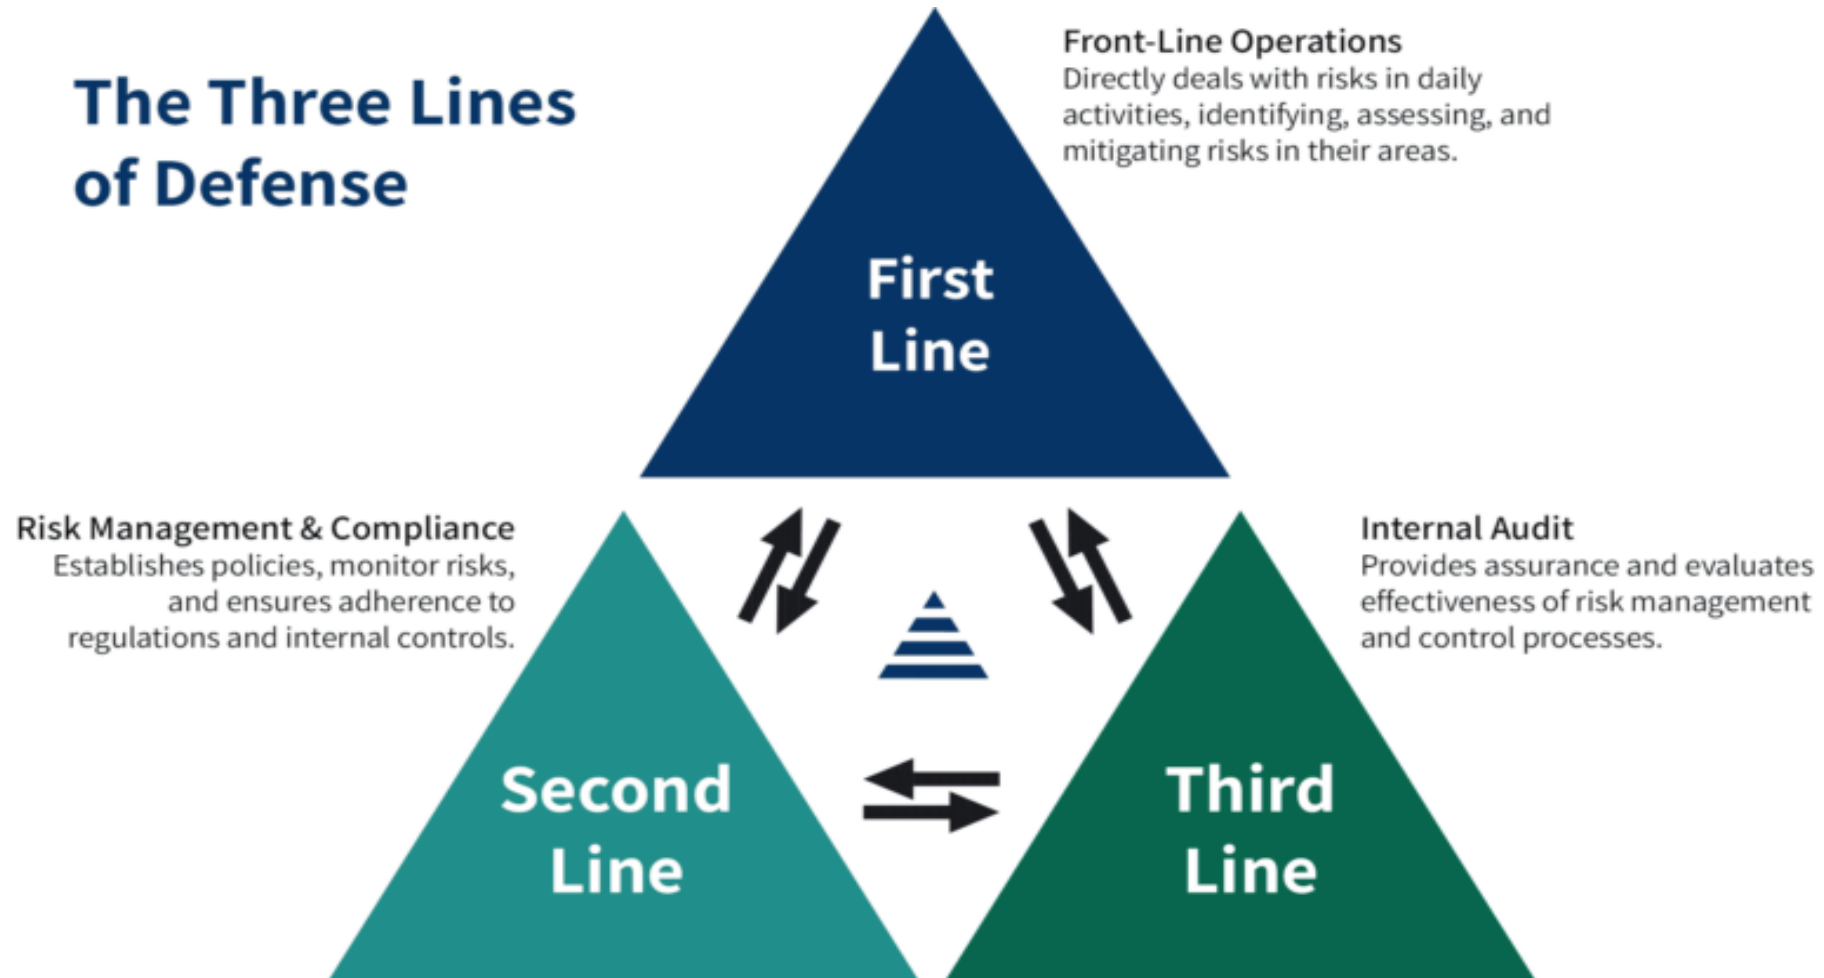 The Three Lines
of Defense
Front-Line Operations
Directly deals with risks in daily
activities, identifying, assessing, and
mitigating risks in their areas.
First
Line
Risk Management & Compliance
Establishes policies, monitor risks,
and ensures adherence to
regulations and internal controls.
Internal Audit
Provides assurance and evaluates
effectiveness of risk management
and control processes.
Second
Line
Third
Line